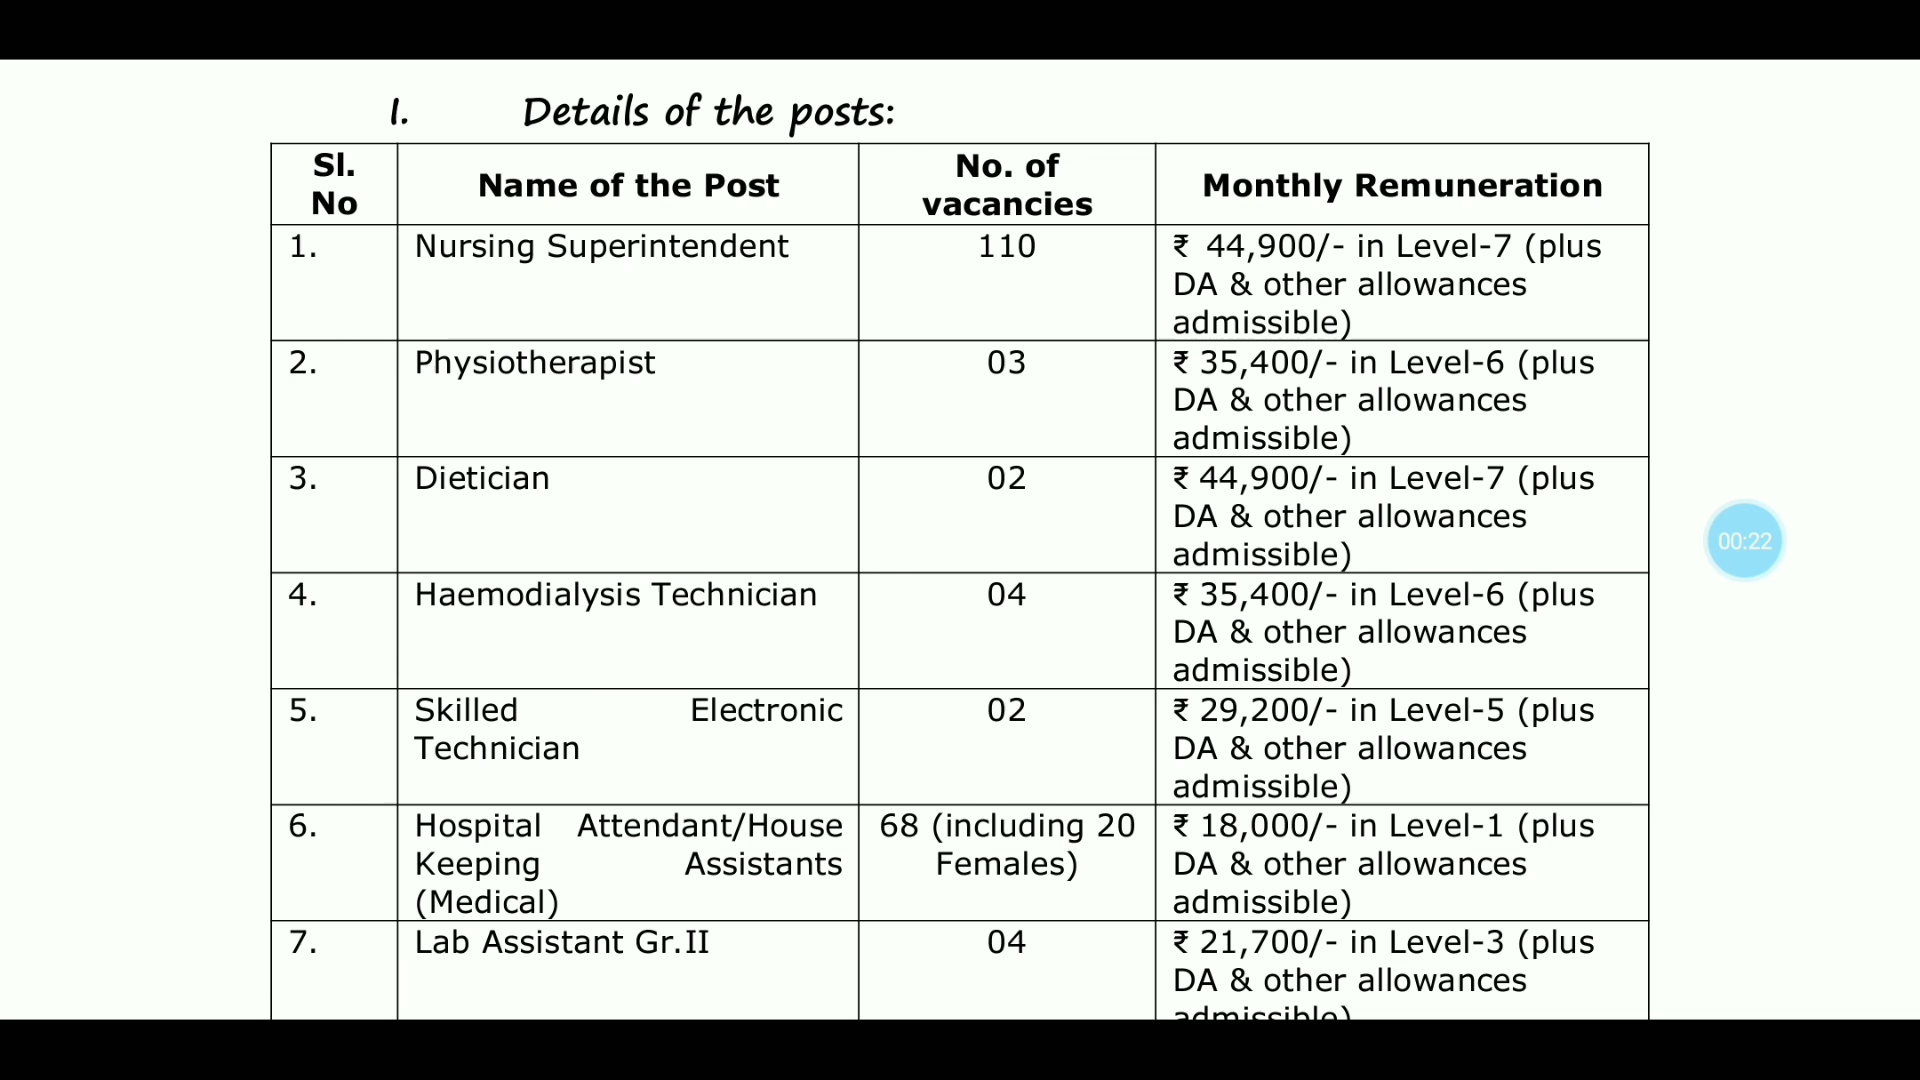 I. Details of the posts:
Sl. No | Name of the Post | No. of vacancies | Monthly Remuneration
1. Nursing Superintendent 110 ₹ 44,900/- in Level-7 (plus
DA & other allowances
admissible)
2. Physiotherapist 03 ₹ 35,400/- in Level-6 (plus
DA & other allowances
admissible)
3. Dietician 02 ₹ 44,900/- in Level-7 (plus
DA & other allowances
admissible)
4. Haemodialysis Technician 04 ₹ 35,400/- in Level-6 (plus
DA & other allowances
admissible)
5. Skilled Electronic 02 ₹ 29,200/- in Level-5 (plus
Technician DA & other allowances
admissible)
6. Hospital Attendant/House 68 (including 20 ₹ 18,000/- in Level-1 (plus
Keeping Assistants Females) DA & other allowances
(Medical) admissible)
7. Lab Assistant Gr.II 04 ₹ 21,700/- in Level-3 (plus
DA & other allowances
admissible)
00:22